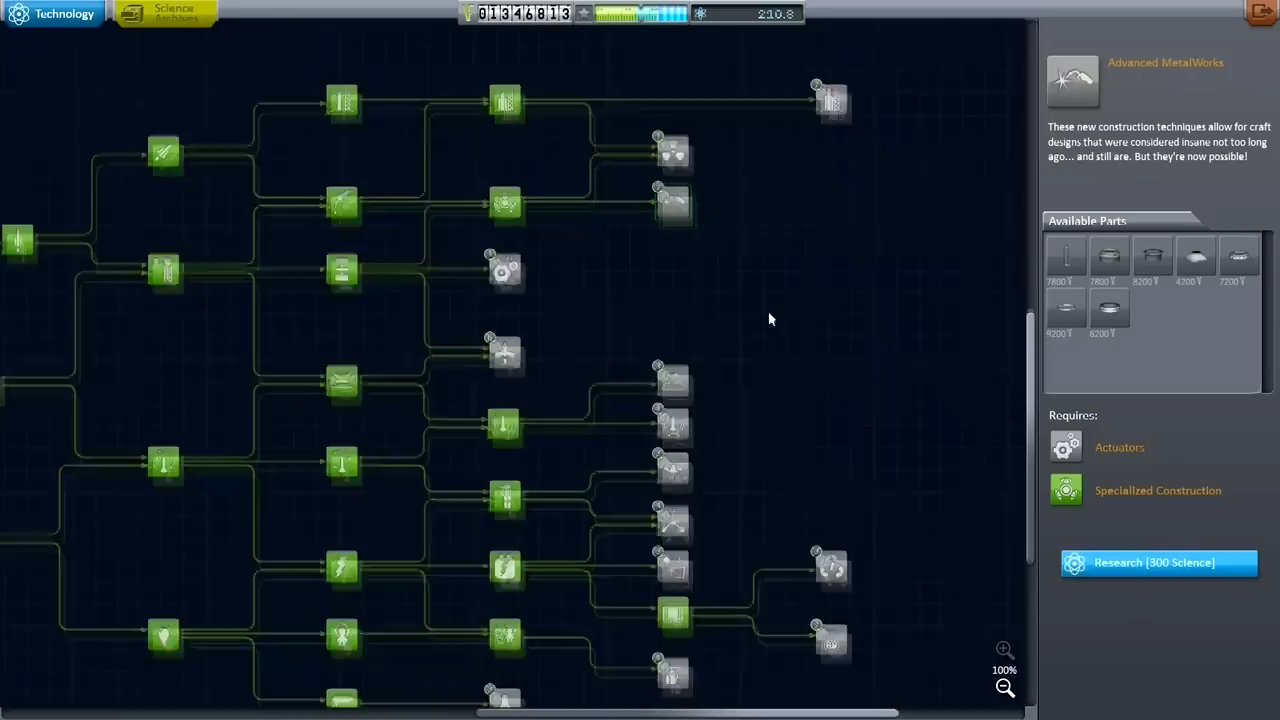 Technology
Science
Archives
01346813
210.8
Advanced MetalWorks
These new construction techniques allow for craft
designs that were considered insane not too long
ago... and still are. But they're now possible!
Available Parts
7800 7800 8200 4200 7200
9200 6200
Requires:
Actuators
Specialized Construction
Research [300 Science]
100%